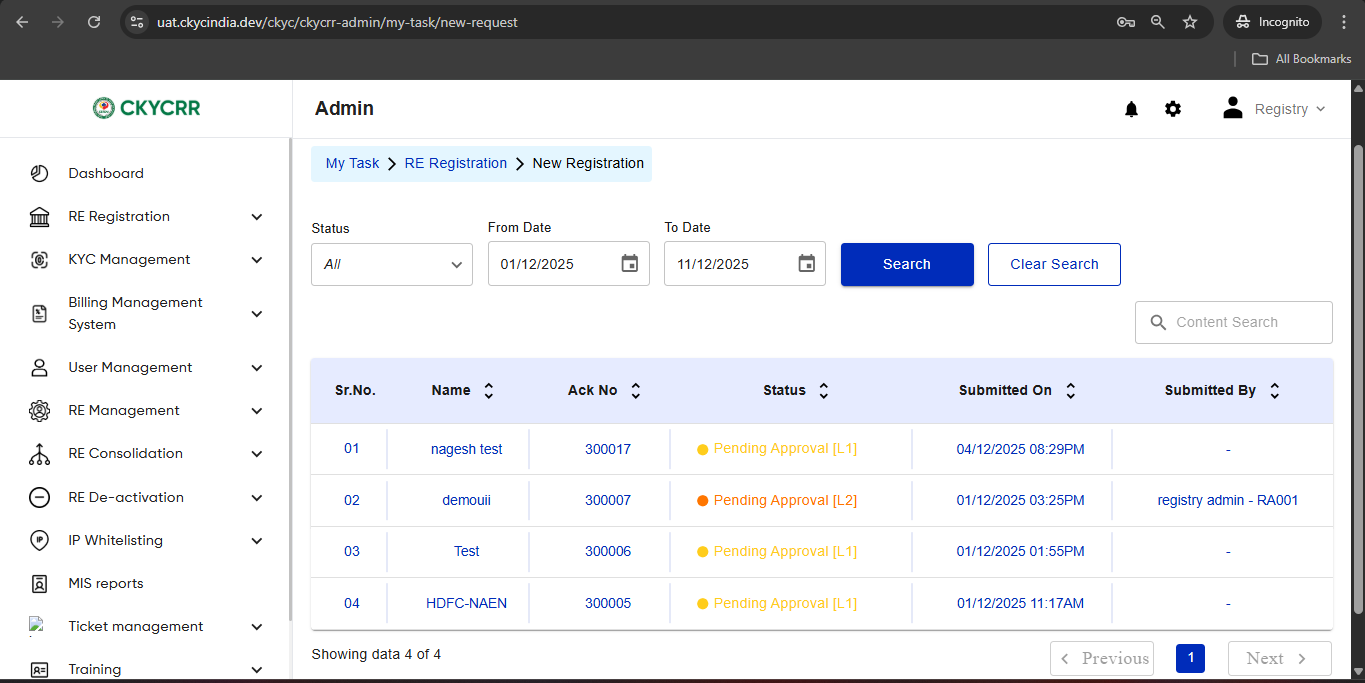 uat.ckycindia.dev/ckyc/ckycrr-admin/my-task/new-request
Incognito
All Bookmarks
CKYCRR
Admin
Registry
Dashboard
RE Registration
KYC Management
Billing Management
System
User Management
RE Management
RE Consolidation
RE De-activation
IP Whitelisting
MIS reports
Ticket management
Training
My Task > RE Registration > New Registration
Status From Date To Date
All 01/12/2025 11/12/2025 Search Clear Search
Content Search
Sr.No. Name Ack No Status Submitted On Submitted By
01 nagesh test 300017 Pending Approval [L1] 04/12/2025 08:29PM -
02 demouii 300007 Pending Approval [L2] 01/12/2025 03:25PM registry admin - RA001
03 Test 300006 Pending Approval [L1] 01/12/2025 01:55PM -
04 HDFC-NAEN 300005 Pending Approval [L1] 01/12/2025 11:17AM -
Showing data 4 of 4
< Previous 1 Next >